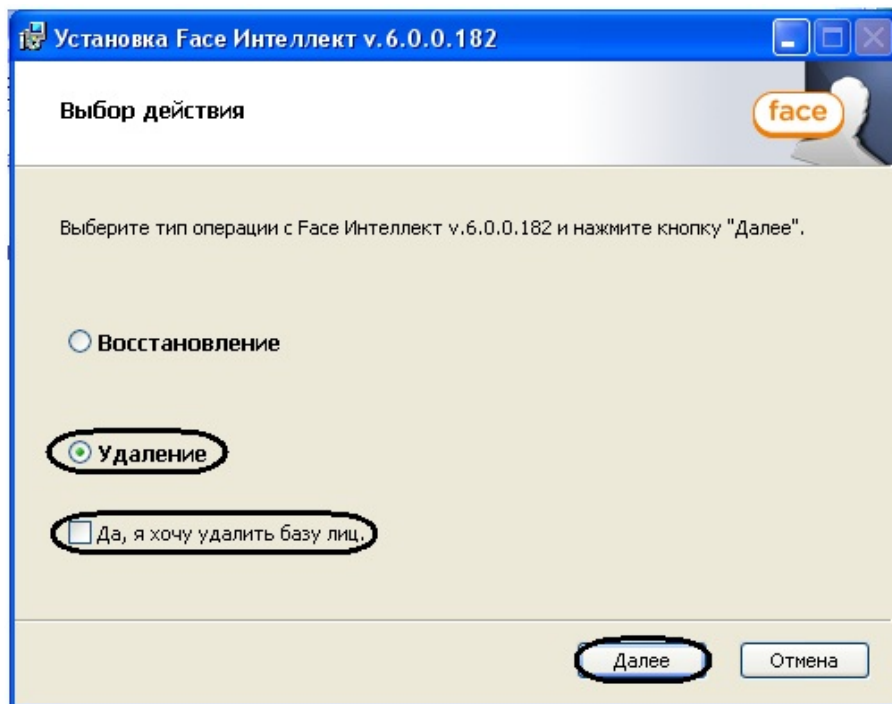 Установка Face Интеллект v.6.0.0.182
Выбор действия
face
Выберите тип операции с Face Интеллект v.6.0.0.182 и нажмите кнопку "Далее".
Восстановление
Удаление
Да, я хочу удалить базу лиц.
Далее
Отмена